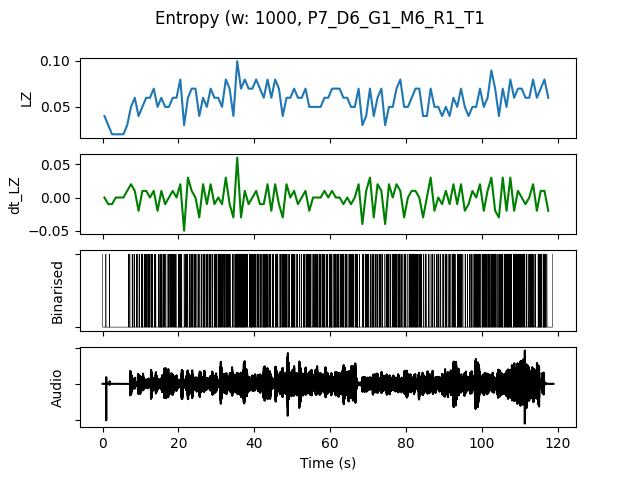 Entropy (w: 1000, P7_D6_G1_M6_R1_T1
0.10
0.05
LZ
0.05
0.00
−0.05
dt_LZ
Binarised
Audio
0 20 40 60 80 100 120
Time (s)